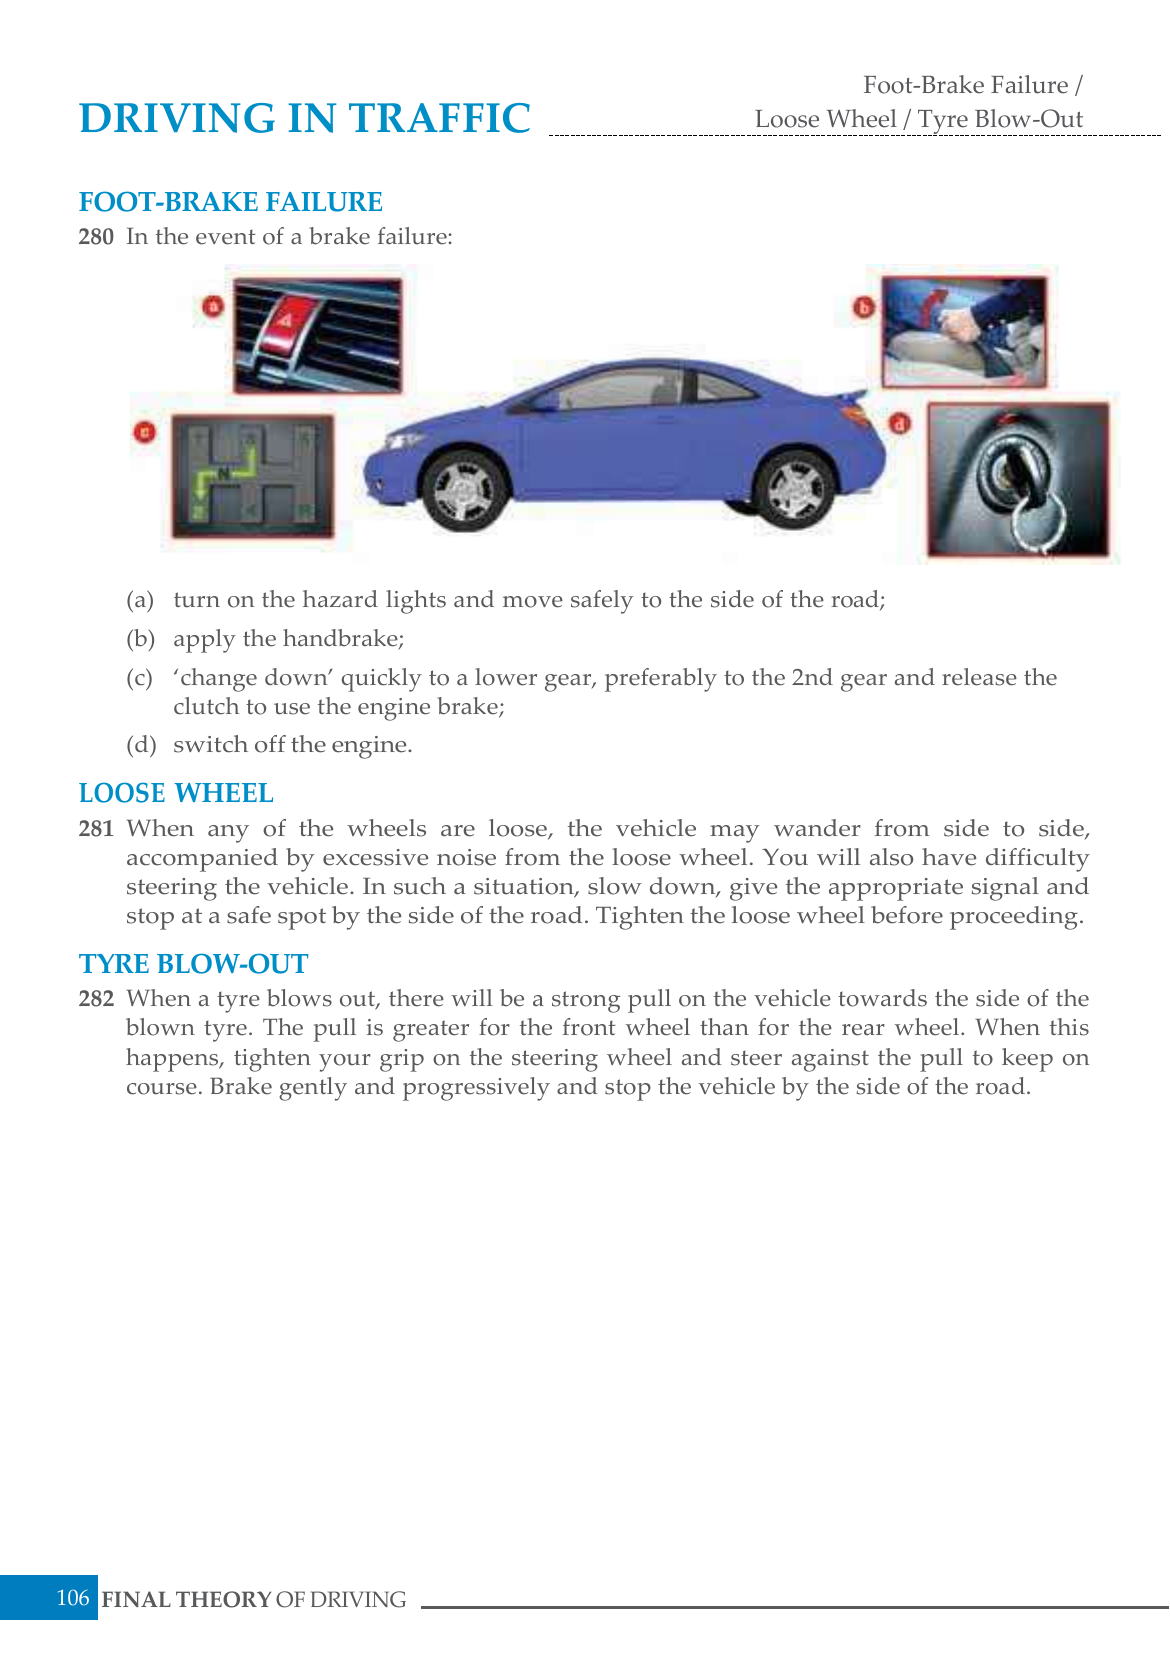 DRIVING IN TRAFFIC
Foot-Brake Failure /
Loose Wheel / Tyre Blow-Out
FOOT-BRAKE FAILURE
280 In the event of a brake failure:
a
b
c
d
1 3 5
N
2 4 R
(a) turn on the hazard lights and move safely to the side of the road;
(b) apply the handbrake;
(c) ‘change down’ quickly to a lower gear, preferably to the 2nd gear and release the
clutch to use the engine brake;
(d) switch off the engine.
LOOSE WHEEL
281 When any of the wheels are loose, the vehicle may wander from side to side,
accompanied by excessive noise from the loose wheel. You will also have difficulty
steering the vehicle. In such a situation, slow down, give the appropriate signal and
stop at a safe spot by the side of the road. Tighten the loose wheel before proceeding.
TYRE BLOW-OUT
282 When a tyre blows out, there will be a strong pull on the vehicle towards the side of the
blown tyre. The pull is greater for the front wheel than for the rear wheel. When this
happens, tighten your grip on the steering wheel and steer against the pull to keep on
course. Brake gently and progressively and stop the vehicle by the side of the road.
106 FINAL THEORY OF DRIVING